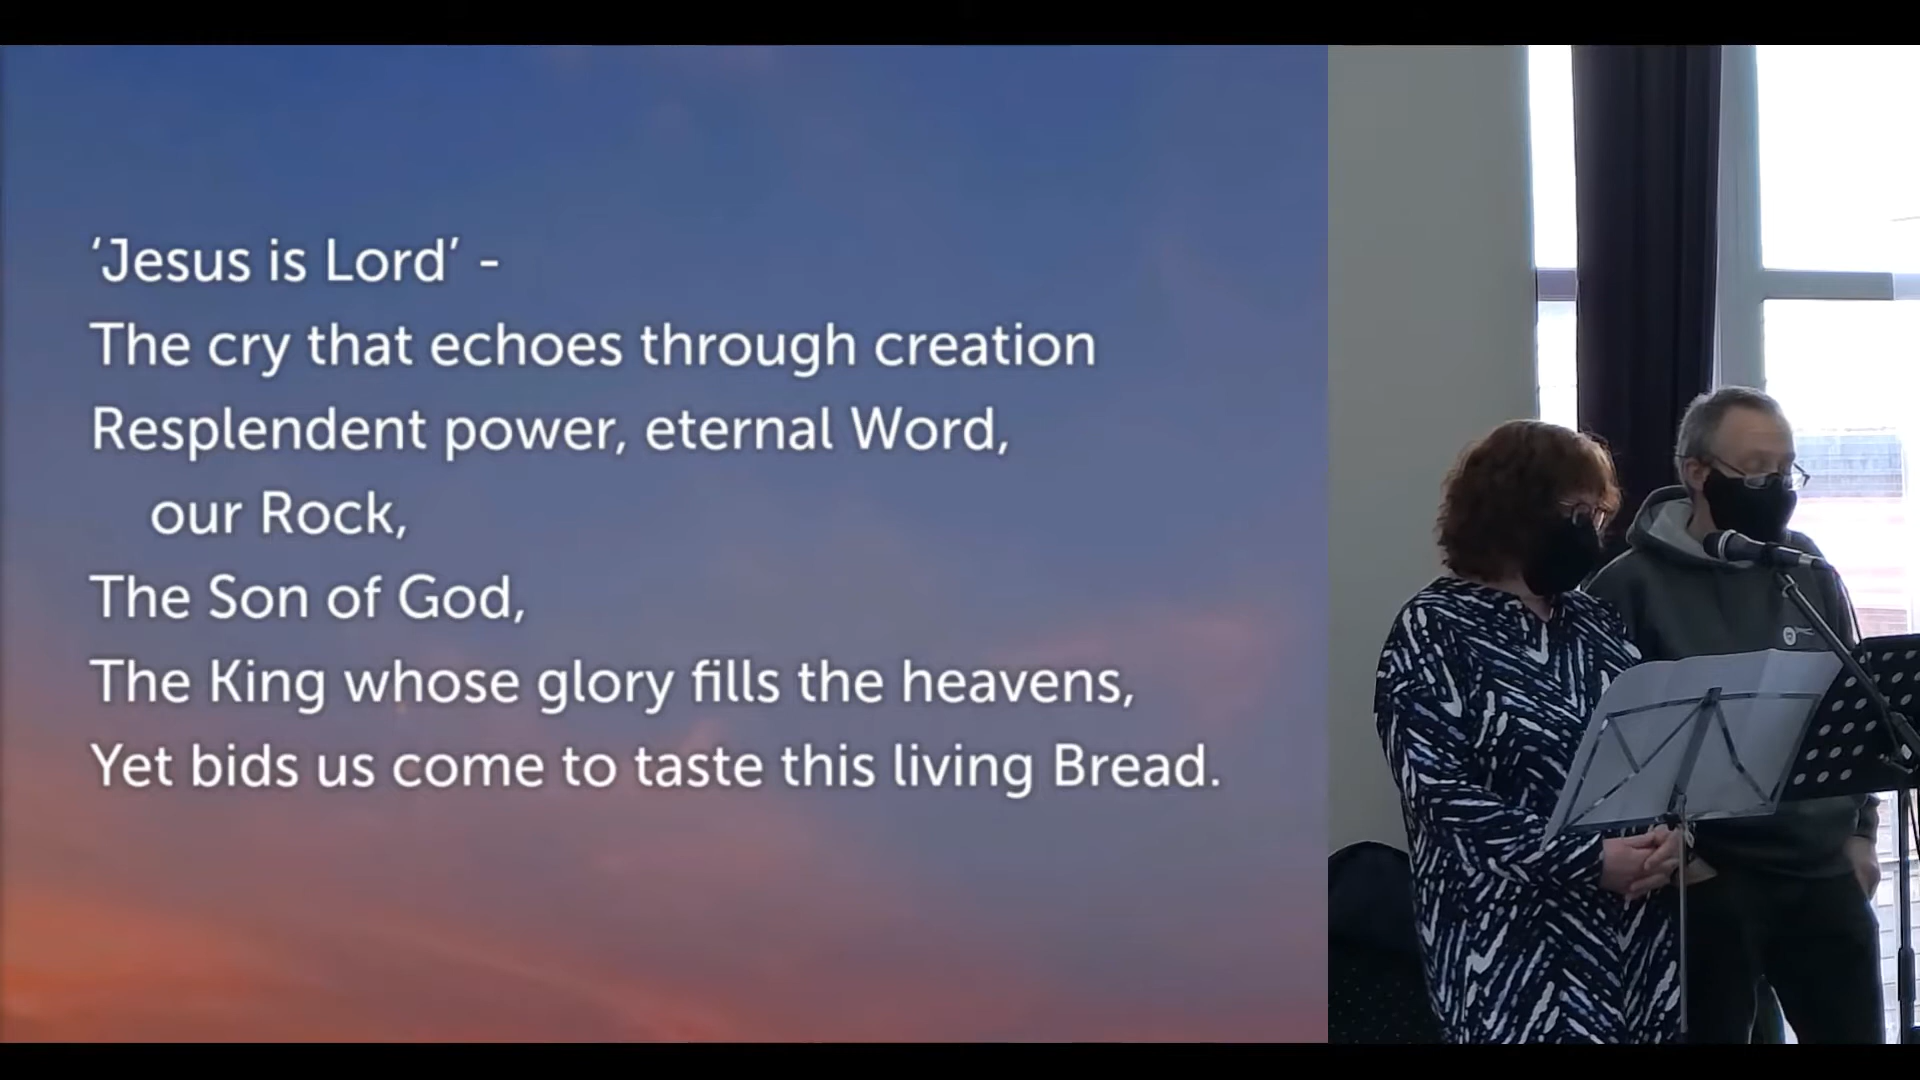 ‘Jesus is Lord’ -
The cry that echoes through creation
Resplendent power, eternal Word,
our Rock,
The Son of God,
The King whose glory fills the heavens,
Yet bids us come to taste this living Bread.